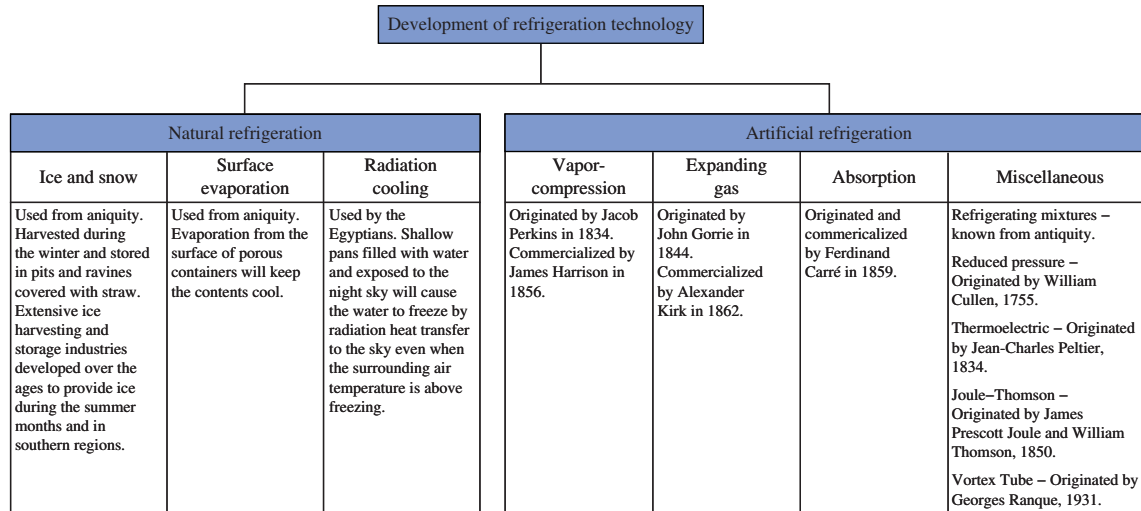 Development of refrigeration technology
Natural refrigeration
Ice and snow
Used from aniquity.
Harvested during
the winter and stored
in pits and ravines
covered with straw.
Extensive ice
harvesting and
storage industries
developed over the
ages to provide ice
during the summer
months and in
southern regions.
Surface
evaporation
Used from aniquity.
Evaporation from the
surface of porous
containers will keep
the contents cool.
Radiation
cooling
Used by the
Egyptians. Shallow
pans filled with water
and exposed to the
night sky will cause
the water to freeze by
radiation heat transfer
to the sky even when
the surrounding air
temperature is above
freezing.
Artificial refrigeration
Vapor-
compression
Originated by Jacob
Perkins in 1834.
Commercialized by
James Harrison in
1856.
Expanding
gas
Originated by
John Gorrie in
1844.
Commercialized
by Alexander
Kirk in 1862.
Absorption
Originated and
commericalized
by Ferdinand
Carré in 1859.
Miscellaneous
Refrigerating mixtures −
known from antiquity.
Reduced pressure −
Originated by William
Cullen, 1755.
Thermoelectric − Originated
by Jean-Charles Peltier,
1834.
Joule−Thomson −
Originated by James
Prescott Joule and William
Thomson, 1850.
Vortex Tube − Originated by
Georges Ranque, 1931.